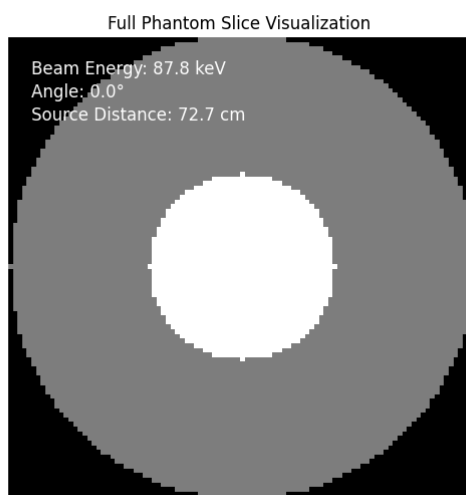 Full Phantom Slice Visualization
Beam Energy: 87.8 keV
Angle: 0.0°
Source Distance: 72.7 cm